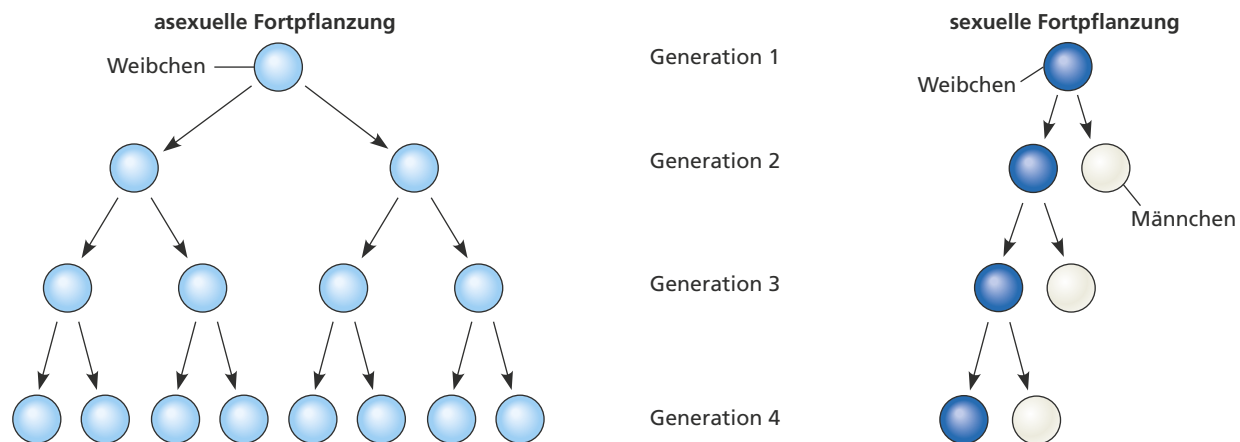 asexuelle Fortpflanzung
Weibchen
Generation 1
Generation 2
Generation 3
Generation 4
sexuelle Fortpflanzung
Weibchen
Männchen